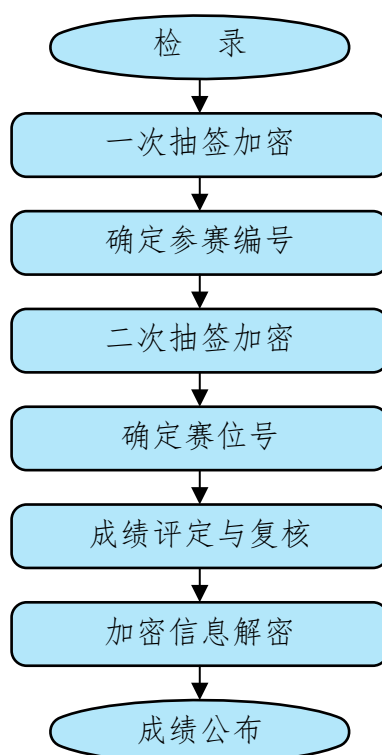 检 录
一次抽签加密
确定参赛编号
二次抽签加密
确定赛位号
成绩评定与复核
加密信息解密
成绩公布